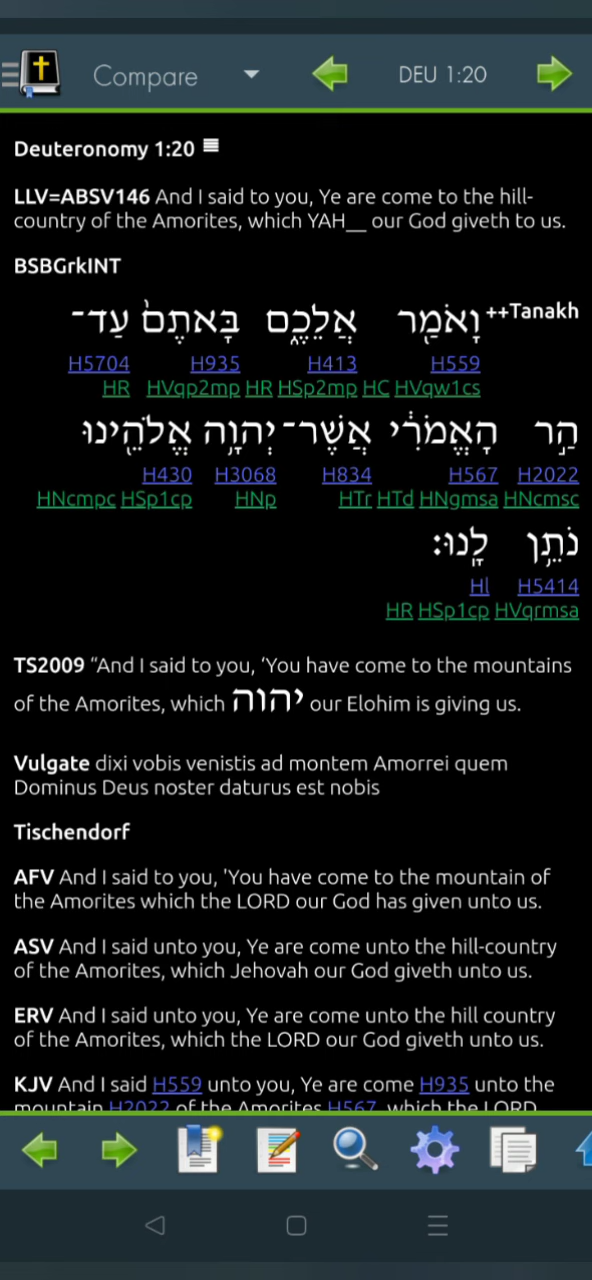 Compare DEU 1:20
Deuteronomy 1:20
LLV=ABSV146 And I said to you, Ye are come to the hill-
country of the Amorites, which YAH__ our God giveth to us.
BSBGrkINT
++Tanakh וָאֹמַ֖ר אֲלֵכֶ֑ם בָּאתֶם֙ עַד־
H5704 H935 H413 H559
HR HVqp2mp HR HSp2mp HC HVqw1cs
הַ֣ר הָאֱמֹרִ֔י אֲשֶׁר־ יְהוָ֥ה אֱלֹהֵ֖ינוּ
H430 H3068 H834 H567 H2022
HNcmpc HSp1cp HNp HTr HTd HNgmsa HNcmsc
נֹתֵ֥ן לָֽנוּ׃
Hl H5414
HR HSp1cp HVqrmsa
TS2009 “And I said to you, ‘You have come to the mountains
of the Amorites, which יהוה our Elohim is giving us.
Vulgate dixi vobis venistis ad montem Amorrei quem
Dominus Deus noster daturus est nobis
Tischendorf
AFV And I said to you, 'You have come to the mountain of
the Amorites which the LORD our God has given unto us.
ASV And I said unto you, Ye are come unto the hill-country
of the Amorites, which Jehovah our God giveth unto us.
ERV And I said unto you, Ye are come unto the hill country
of the Amorites, which the LORD our God giveth unto us.
KJV And I said H559 unto you, Ye are come H935 unto the
mountain H2022 of the Amorites H567, which the LORD